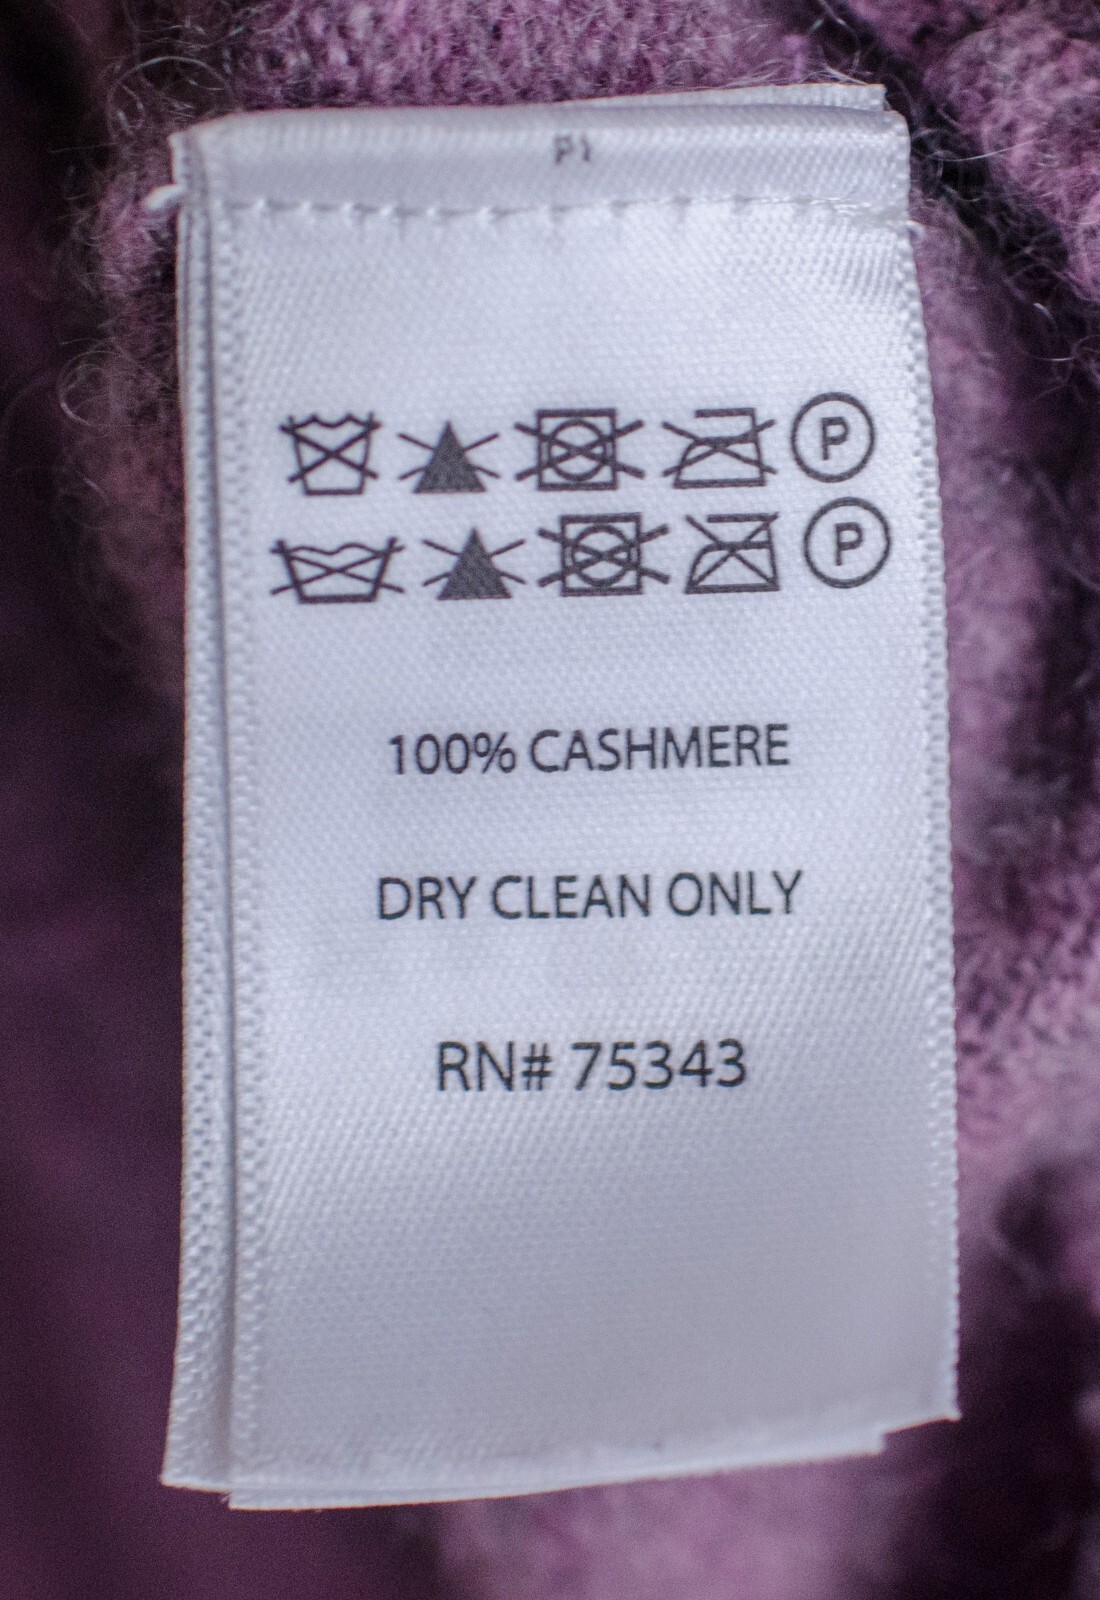 P1
P
P
100% CASHMERE
DRY CLEAN ONLY
RN# 75343